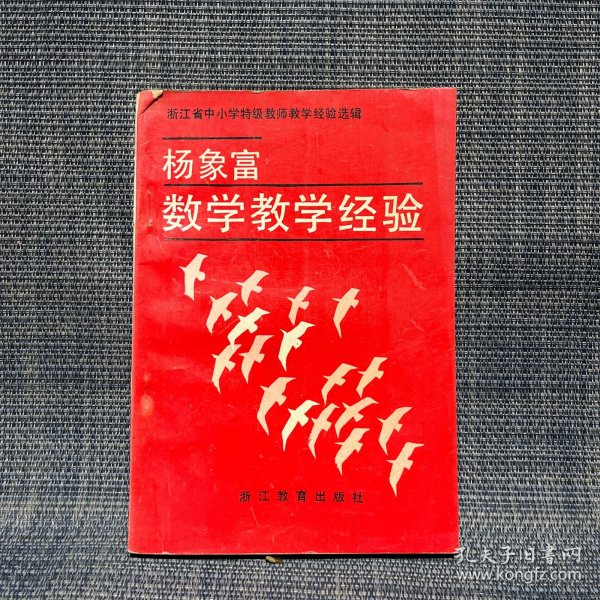 浙江省中小学特级教师教学经验选辑
杨象富
数学教学经验
浙江教育出版社
孔夫子旧书网
www.kongfz.com